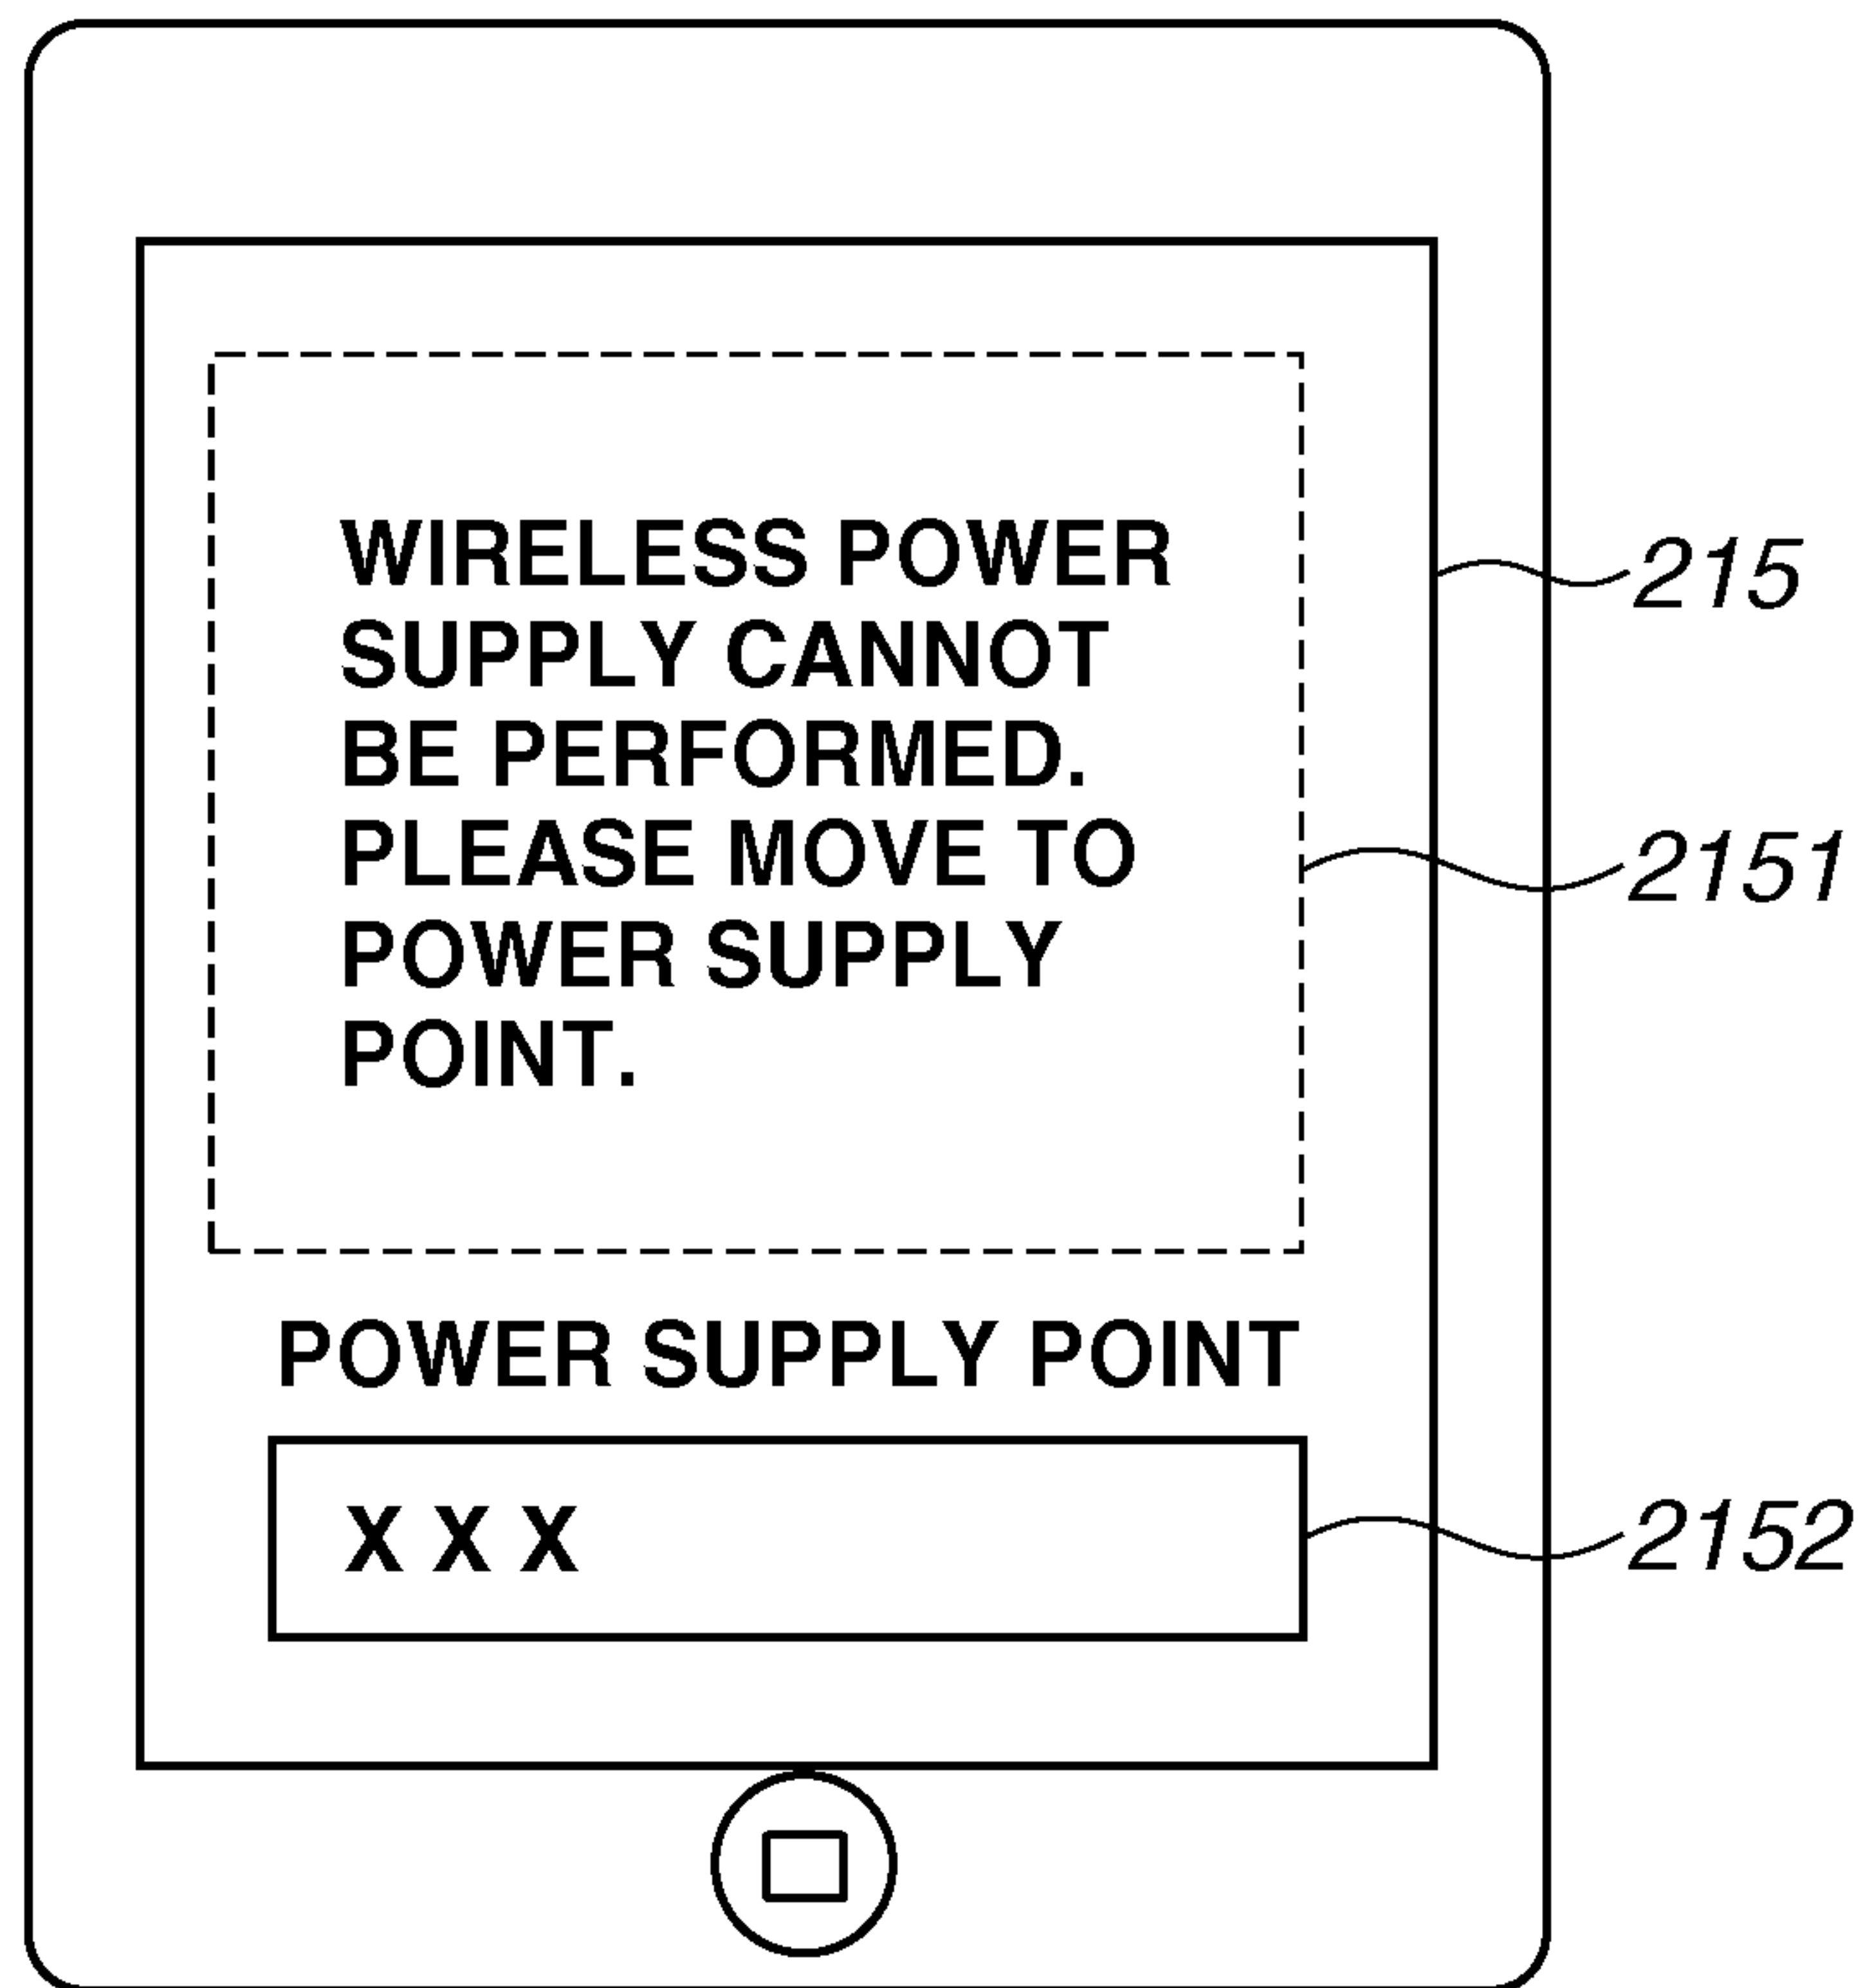 WIRELESS POWER
SUPPLY CANNOT
BE PERFORMED.
PLEASE MOVE TO
POWER SUPPLY
POINT.
POWER SUPPLY POINT
X X X
215
2151
2152